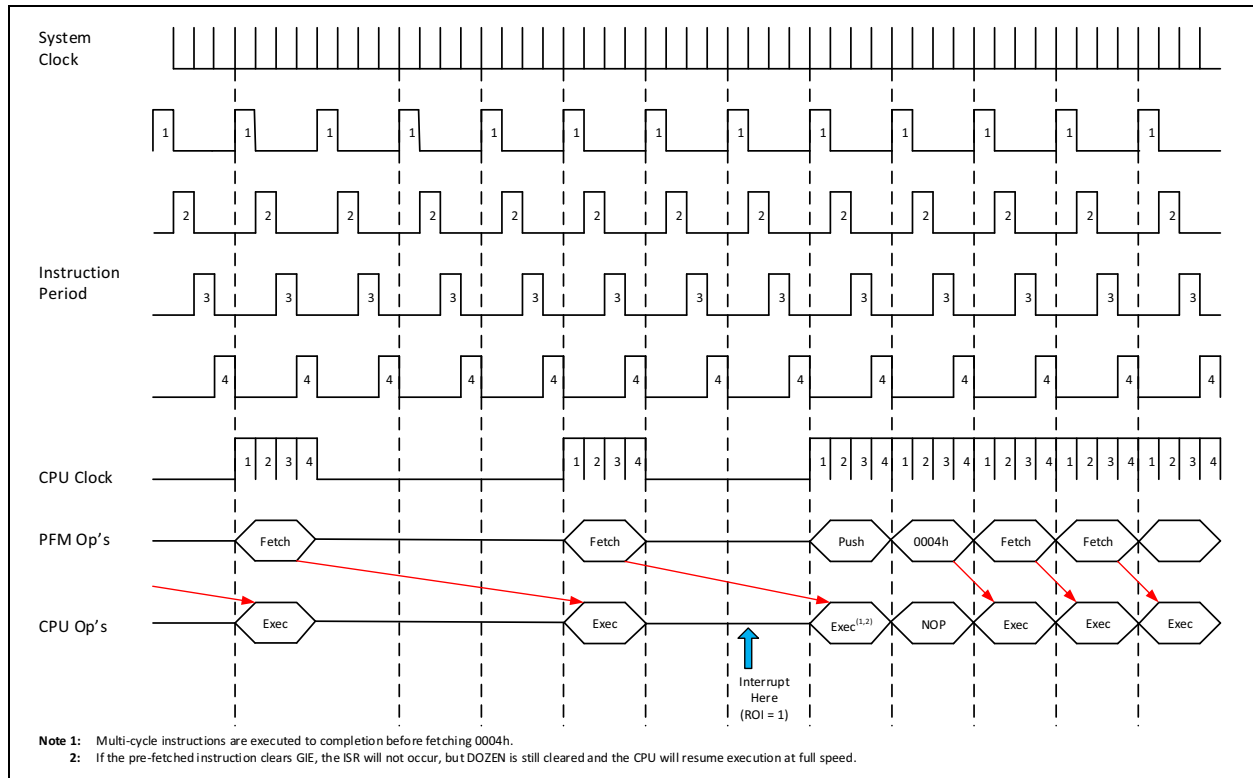 System
Clock
1 1 1 1 1 1 1 1 1 1 1 1 1
2 2 2 2 2 2 2 2 2 2 2 2 2
Instruction
Period
3 3 3 3 3 3 3 3 3 3 3 3 3
4 4 4 4 4 4 4 4 4 4 4 4 4
CPU Clock 1 2 3 4 1 2 3 4 1 2 3 4 1 2 3 4 1 2 3 4 1 2 3 4 1 2 3 4
PFM Op's Fetch Fetch Push 0004h Fetch Fetch
CPU Op's Exec Exec Exec(1,2) NOP Exec Exec Exec
Interrupt
Here
(ROI = 1)
Note 1: Multi-cycle instructions are executed to completion before fetching 0004h.
2: If the pre-fetched instruction clears GIE, the ISR will not occur, but DOZEN is still cleared and the CPU will resume execution at full speed.